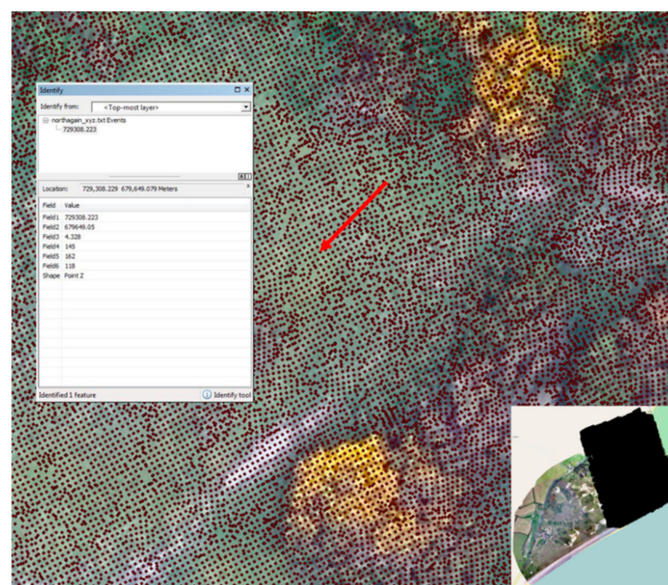 Identify
Identify from: <Top-most layer>
northagain_xyz.txt Events
729308.223
Location: 729,308.229 679,649.079 Meters
Field Value
Field1 729308.223
Field2 679649.05
Field3 4.328
Field4 145
Field5 162
Field6 118
Shape Point Z
Identified 1 feature
Identify tool